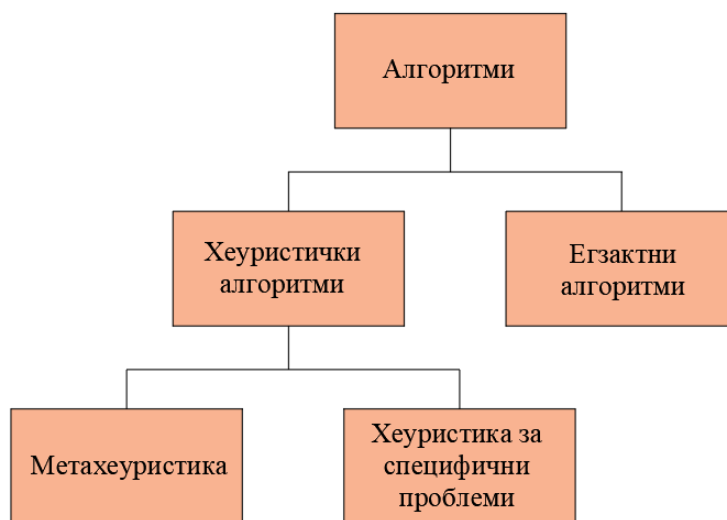 Алгоритми
Хеуристички
алгоритми
Егзактни
алгоритми
Метахеуристика
Хеуристика за
специфични
проблеми